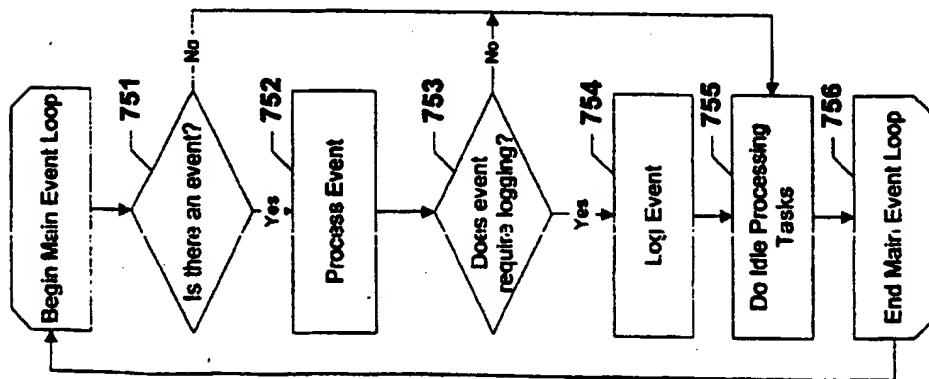 Begin Main Event Loop
751
Is there an event?
No
Yes
752
Process Event
753
Does event
require logging?
No
Yes
754
Log Event
755
Do Idle Processing
Tasks
756
End Main Event Loop